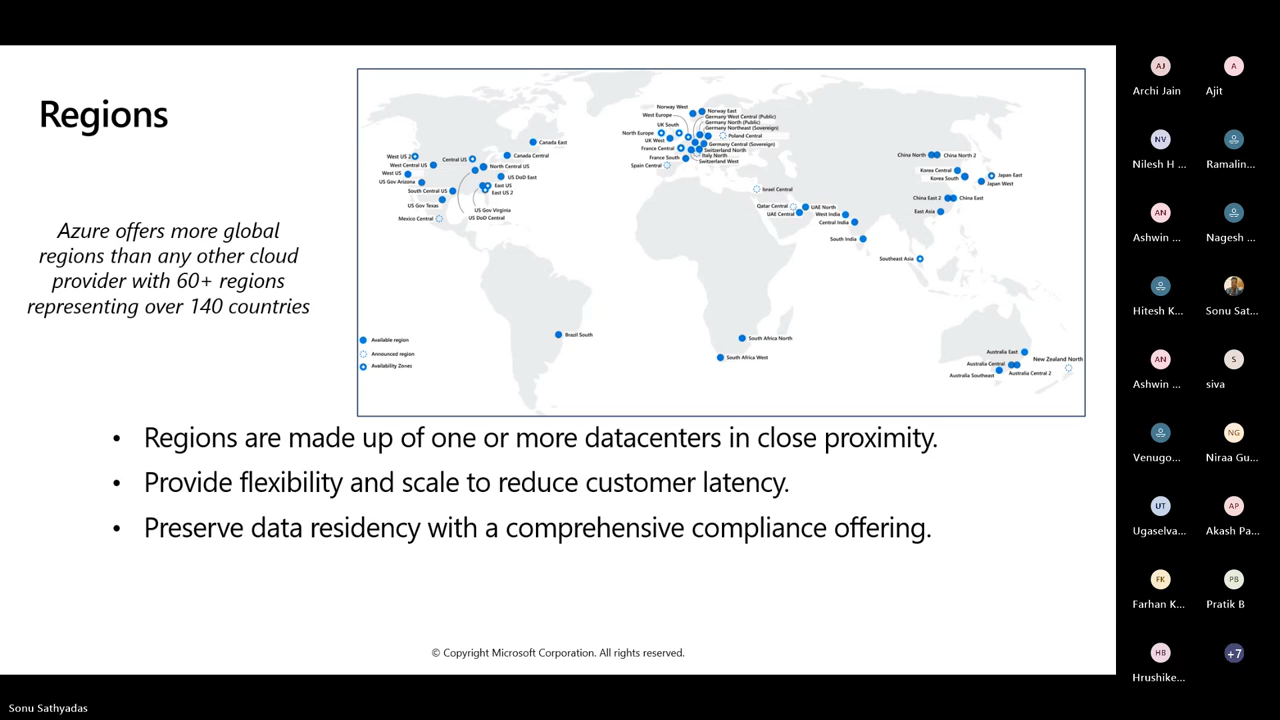 Regions
Azure offers more global
regions than any other cloud
provider with 60+ regions
representing over 140 countries
Canada East
Canada Central
West US 2
Central US
West Central US
North Central US
West US
US DoD East
US Gov Arizona
East US
South Central US
East US 2
US Gov Texas
US Gov Virginia
Mexico Central
US DoD Central
Norway West
Norway East
West Europe
Germany West Central (Public)
Germany North (Public)
UK South
Germany Northeast (Sovereign)
North Europe
Poland Central
UK West
Germany Central (Sovereign)
France Central
Switzerland North
Italy North
France South
Switzerland West
Spain Central
Israel Central
Qatar Central
UAE North
UAE Central
West India
Central India
South India
China North
China North 2
Korea Central
Korea South
Japan East
Japan West
China East 2
China East
East Asia
Southeast Asia
Brazil South
South Africa North
South Africa West
Australia East
New Zealand North
Australia Central
Australia Central 2
Australia Southeast
Available region
Announced region
Availability Zones
• Regions are made up of one or more datacenters in close proximity.
• Provide flexibility and scale to reduce customer latency.
• Preserve data residency with a comprehensive compliance offering.
© Copyright Microsoft Corporation. All rights reserved.
Sonu Sathyadas
AJ
A
Archi Jain
Ajit
NV
Nilesh H ...
Ramalin...
AN
Ashwin ...
Nagesh ...
Hitesh K...
Sonu Sat...
AN
S
Ashwin ...
siva
NG
Venugo...
Niraa Gu...
UT
AP
Ugaselva...
Akash Pa...
FK
PB
Farhan K...
Pratik B
HB
+7
Hrushike...